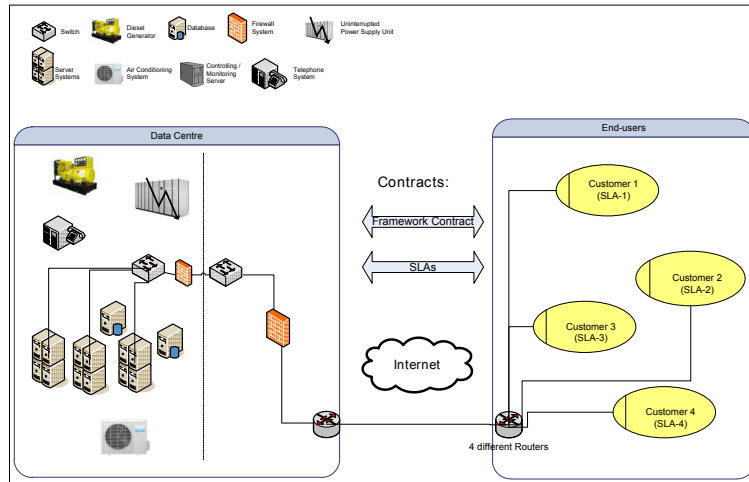 Switch
Diesel
Generator
Database
Firewall
System
Uninterrupted
Power Supply Unit
Server
Systems
Air Conditioning
System
Controlling /
Monitoring
Server
Telephone
System
Data Centre
End-users
Contracts:
Framework Contract
SLAs
Internet
Customer 1
(SLA-1)
Customer 2
(SLA-2)
Customer 3
(SLA-3)
Customer 4
(SLA-4)
4 different Routers